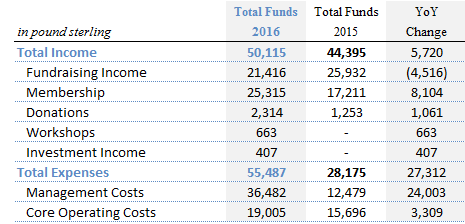 Total Funds Total Funds YoY
in pound sterling 2016 2015 Change
Total Income 50,115 44,395 5,720
Fundraising Income 21,416 25,932 (4,516)
Membership 25,315 17,211 8,104
Donations 2,314 1,253 1,061
Workshops 663 - 663
Investment Income 407 - 407
Total Expenses 55,487 28,175 27,312
Management Costs 36,482 12,479 24,003
Core Operating Costs 19,005 15,696 3,309